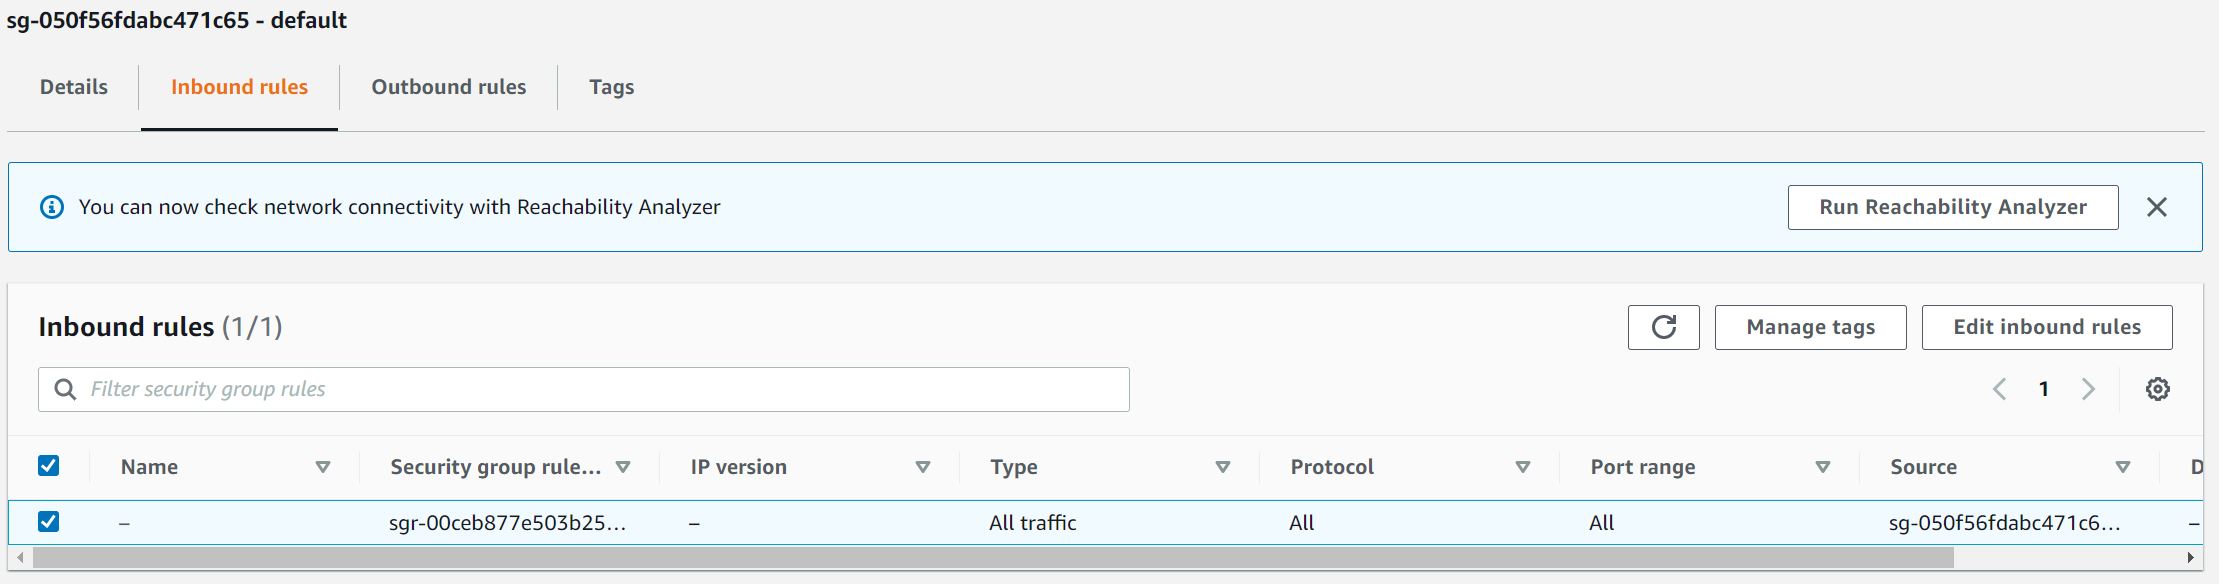 sg-050f56fdabc471c65 - default
Details Inbound rules Outbound rules Tags
You can now check network connectivity with Reachability Analyzer Run Reachability Analyzer
Inbound rules (1/1) Manage tags Edit inbound rules
Filter security group rules 1
Name Security group rule... IP version Type Protocol Port range Source D
– sgr-00ceb877e503b25... – All traffic All All sg-050f56fdabc471c6... –